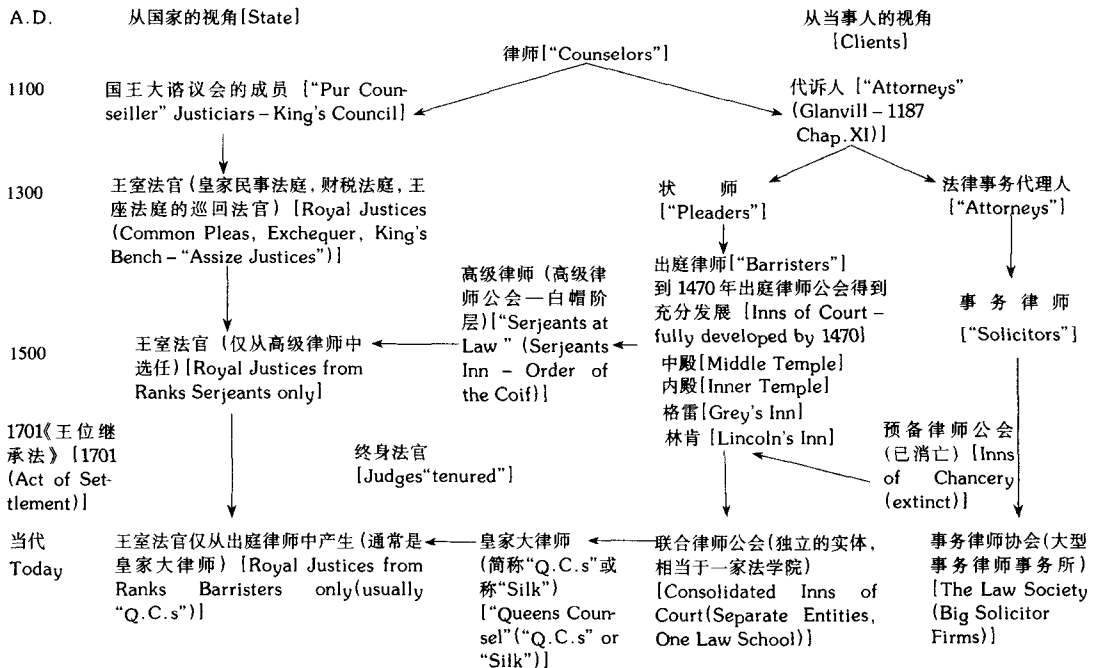 A.D.
从国家的视角[State]
从当事人的视角
[Clients]
律师[“Counselors”]
1100
国王大谘议会的成员 [“Pur Coun-
seiller” Justiciars – King's Council]
代诉人 [“Attorneys”
(Glanvill – 1187
Chap.XI)]
1300
王室法官(皇家民事法庭,财税法庭,王
座法庭的巡回法官) [Royal Justices
(Common Pleas, Exchequer, King's
Bench – “Assize Justices”)]
状 师
[“Pleaders”]
法律事务代理人
[“Attorneys”]
出庭律师[“Barristers”]
到 1470 年出庭律师公会得到
充分发展 [Inns of Court –
fully developed by 1470]
中殿[Middle Temple]
内殿[Inner Temple]
格雷[Grey's Inn]
林肯 [Lincoln's Inn]
高级律师 (高级律
师公会—白帽阶
层)[“Serjeants at
Law ” (Serjeants
Inn – Order of
the Coif)]
事 务 律 师
[“Solicitors”]
1500
王室法官 (仅从高级律师中
选任) [Royal Justices from
Ranks Serjeants only]
1701《王位继
承法》[1701
(Act of Set-
tlement)]
终身法官
[Judges“tenured”]
预备律师公会
(已消亡) [Inns
of Chancery
(extinct)]
当代
Today
王室法官仅从出庭律师中产生(通常是
皇家大律师) [Royal Justices from
Ranks Barristers only(usually
“Q.C.s”)]
皇家大律师
(简称“Q.C.s”或
称“Silk”)
[“Queens Coun-
sel”(“Q.C.s” or
“Silk”)]
联合律师公会(独立的实体,
相当于一家法学院)
[Consolidated Inns of
Court(Separate Entities,
One Law School)]
事务律师协会(大型
事务律师事务所)
[The Law Society
(Big Solicitor
Firms)]